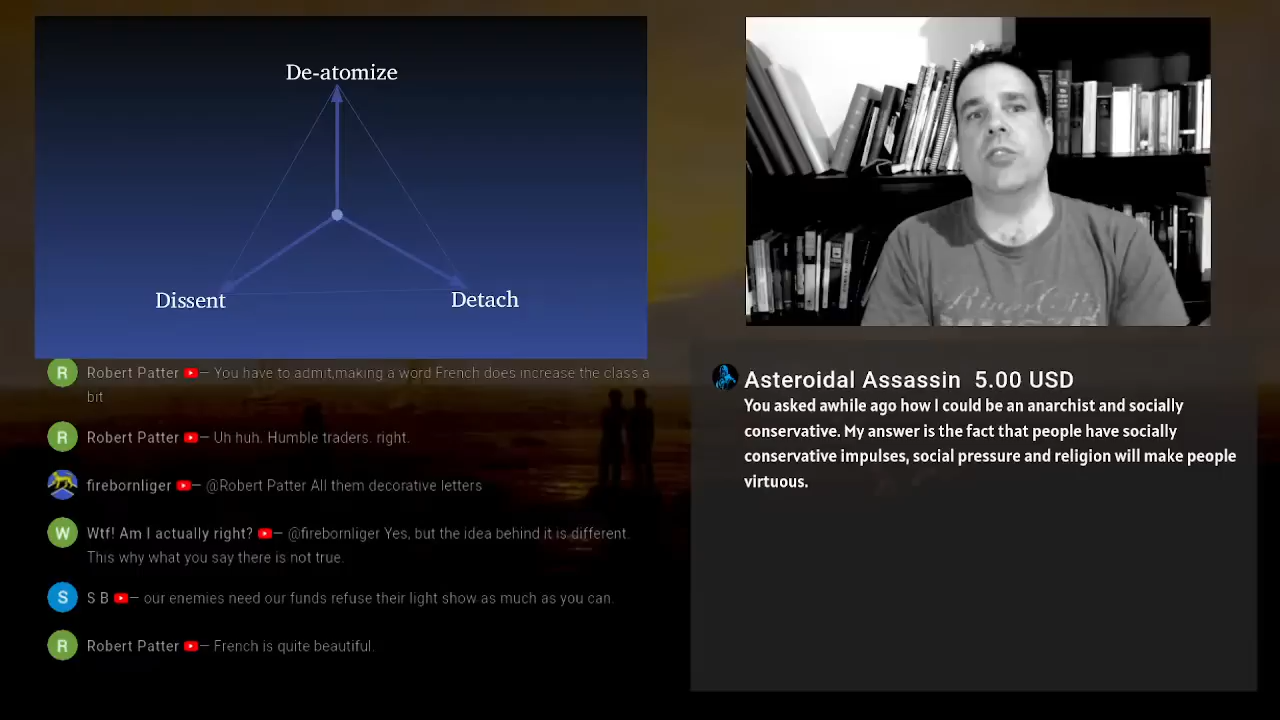 De-atomize
Dissent
Detach
R
Robert Patter — You have to admit,making a word French does increase the class a
bit
R
Robert Patter — Uh huh. Humble traders. right.
firebornliger — @Robert Patter All them decorative letters
W
Wtf! Am I actually right? — @firebornliger Yes, but the idea behind it is different.
This why what you say there is not true.
S
S B — our enemies need our funds refuse their light show as much as you can.
R
Robert Patter — French is quite beautiful.
River City
Asteroidal Assassin 5.00 USD
You asked awhile ago how I could be an anarchist and socially
conservative. My answer is the fact that people have socially
conservative impulses, social pressure and religion will make people
virtuous.